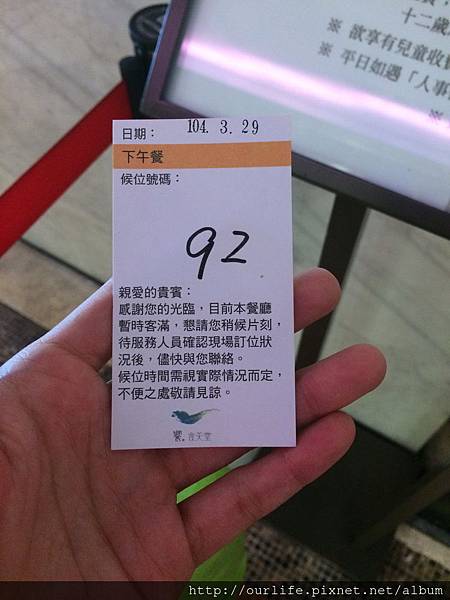 十二歲
※ 欲享有兒童收費
※ 平日如遇「人事
※
日期： 104. 3. 29
下午餐
候位號碼：
92
親愛的貴賓：
感謝您的光臨，目前本餐廳
暫時客滿，懇請您稍候片刻，
待服務人員確認現場訂位狀
況後，儘快與您聯絡。
候位時間需視實際情況而定，
不便之處敬請見諒。
饗。食天堂
http://ourlife.pixnet.net/album